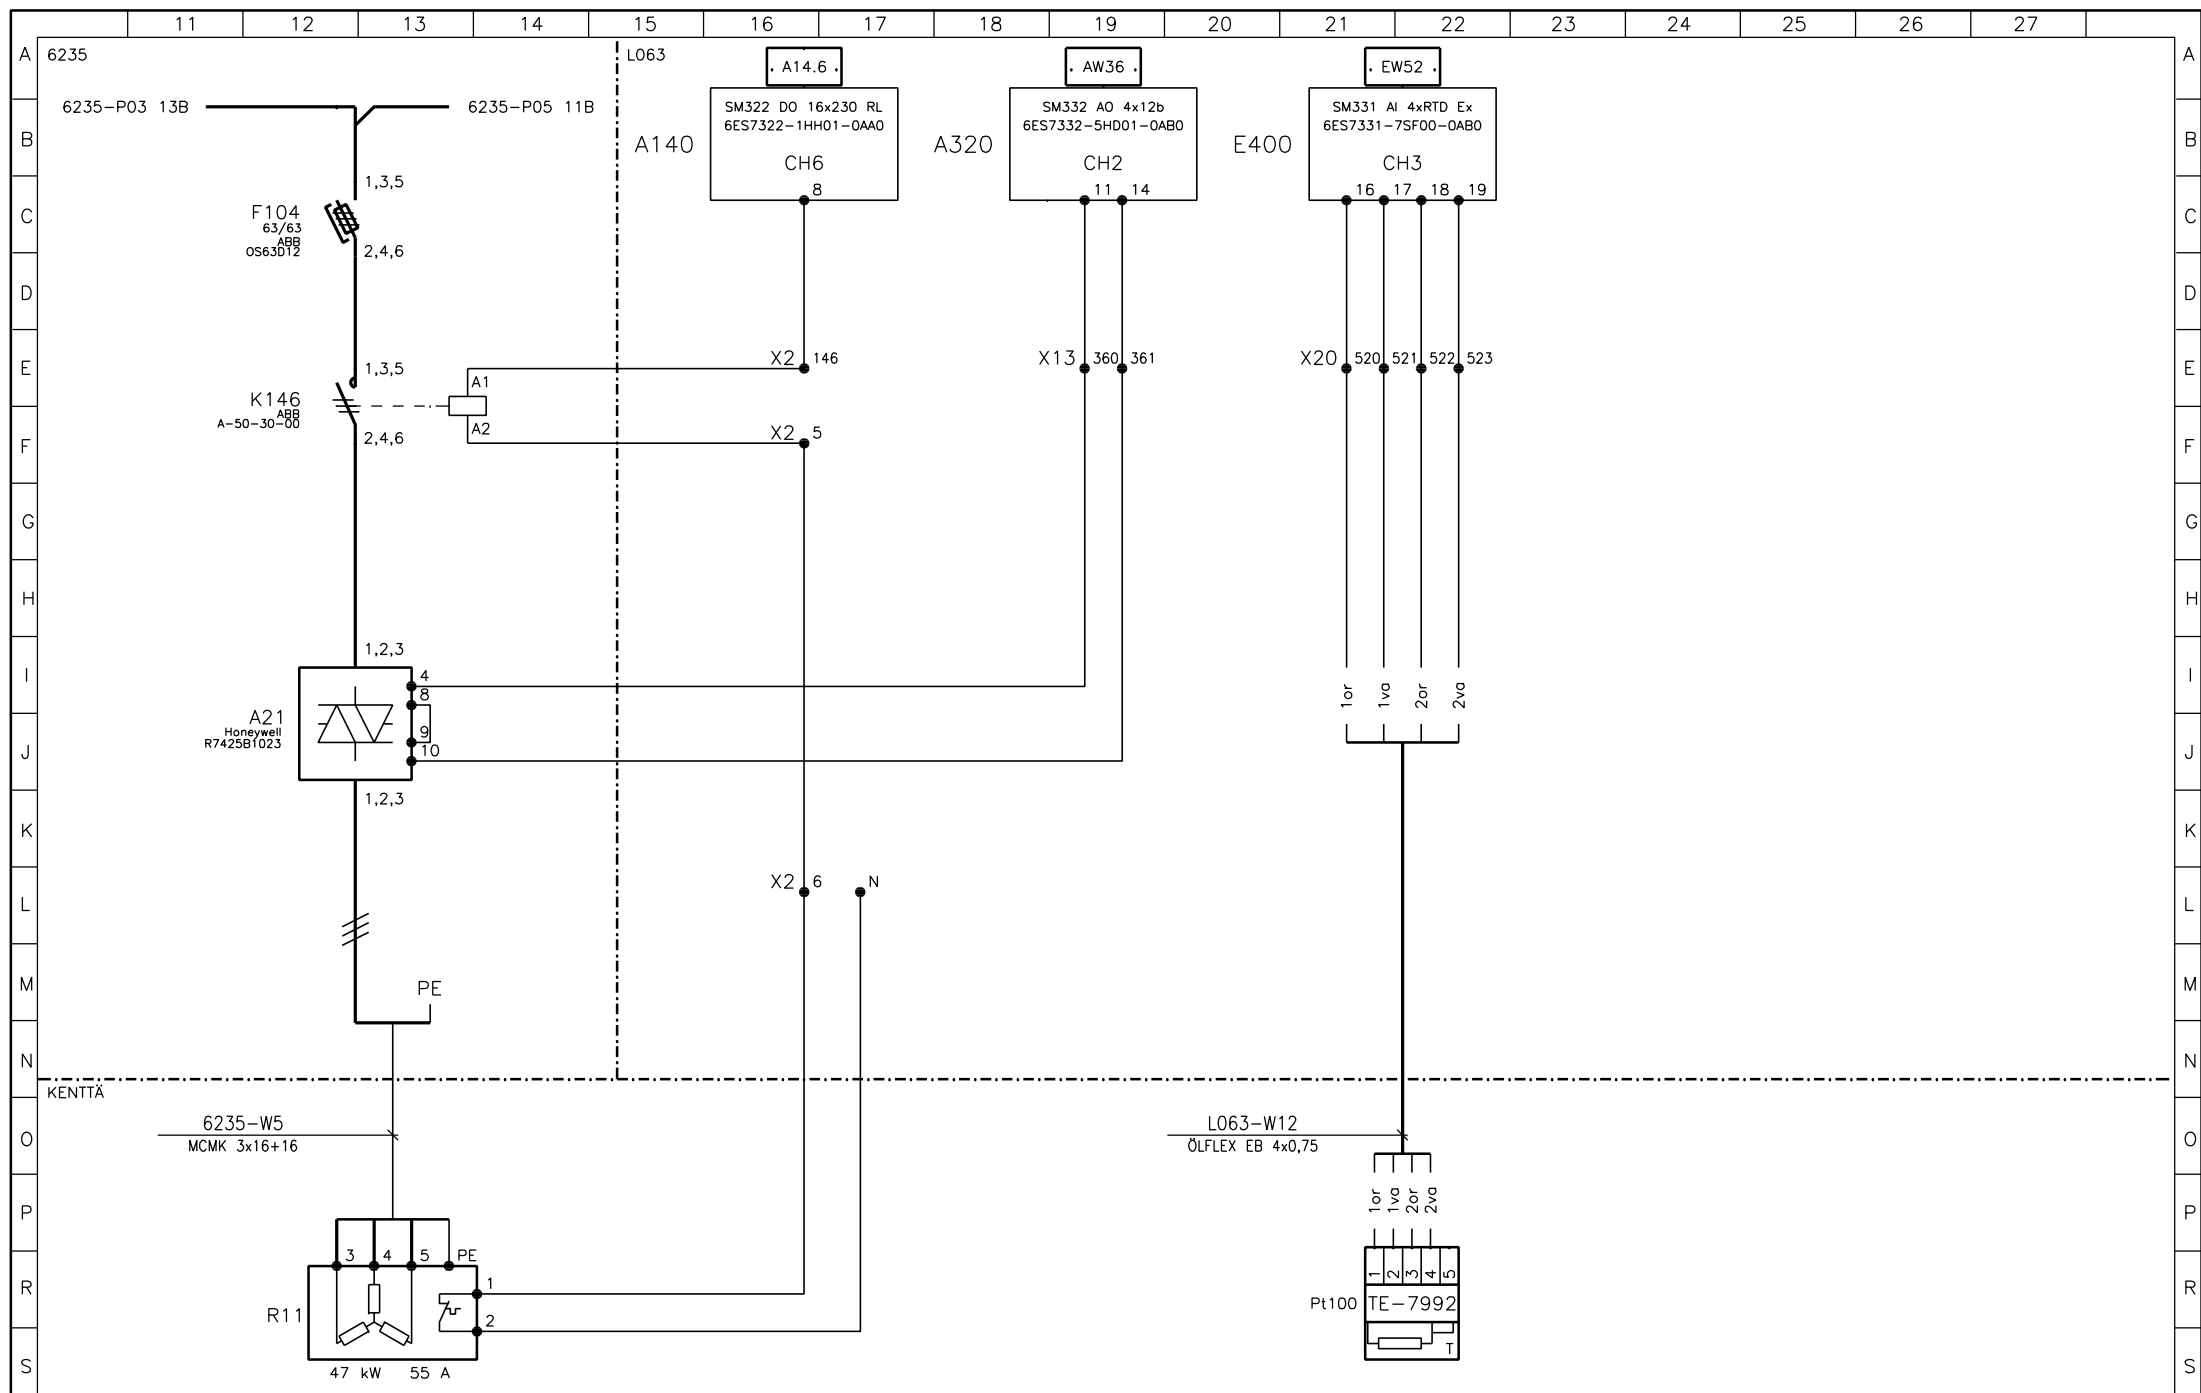 11 12 13 14 15 16 17 18 19 20 21 22 23 24 25 26 27
A 6235 L063 A14.6 AW36 EW52 A
6235-P03 13B 6235-P05 11B
SM322 DO 16x230 RL SM332 AO 4x12b SM331 AI 4xRTD Ex
6ES7322-1HH01-0AA0 6ES7332-5HD01-0AB0 6ES7331-7SF00-0AB0
B A140 A320 E400 B
CH6 CH2 CH3
1,3,5 8 11 14 16 17 18 19
C F104 C
63/63
ABB
OS63D12 2,4,6
D D
E 1,3,5 X2 146 X13 360 361 X20 520 521 522 523 E
A1
K146
ABB
A-50-30-00
A2 X2 5
F 2,4,6 F
G G
H H
1,2,3
I 4 I
8 1or 1va 2or 2va
A21
Honeywell 9
R7425B1023
J 10 J
1,2,3
K K
X2 6 N
L L
M PE M
N N
KENTTÄ
6235-W5 L063-W12
O MCMK 3x16+16 ÖLFLEX EB 4x0,75 O
P 1or 1va 2or 2va P
3 4 5 PE
1 1 2 3 4 5
R R
R11 2 Pt100 TE-7992
T
S 47 kW 55 A S